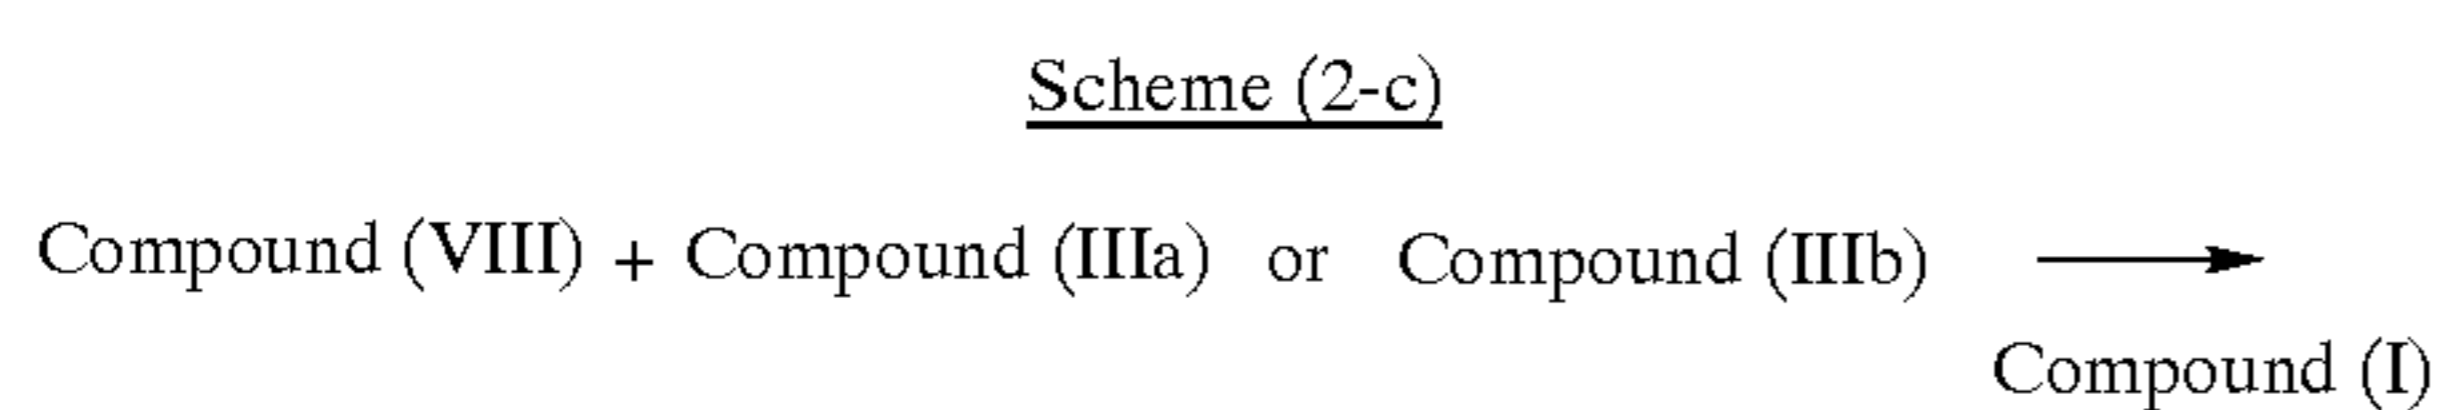 Scheme (2-c)
Compound (VIII) + Compound (IIIa) or Compound (IIIb)
Compound (I)